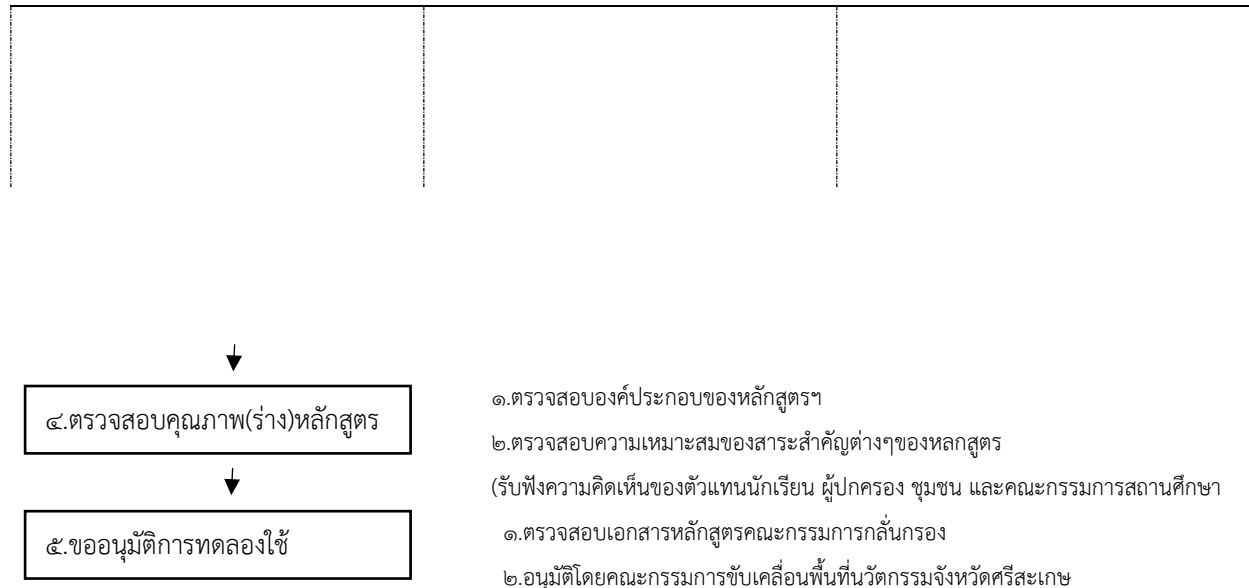 ๔.ตรวจสอบคุณภาพ(ร่าง)หลักสูตร
๑.ตรวจสอบองค์ประกอบของหลักสูตรฯ
๒.ตรวจสอบความเหมาะสมของสาระสำคัญต่างๆของหลกสูตร
(รับฟังความคิดเห็นของตัวแทนนักเรียน ผู้ปกครอง ชุมชน และคณะกรรมการสถานศึกษา
๕.ขออนุมัติการทดลองใช้
๑.ตรวจสอบเอกสารหลักสูตรคณะกรรมการกลั่นกรอง
๒.อนุมัติโดยคณะกรรมการขับเคลื่อนพื้นที่นวัตกรรมจังหวัดศรีสะเกษ